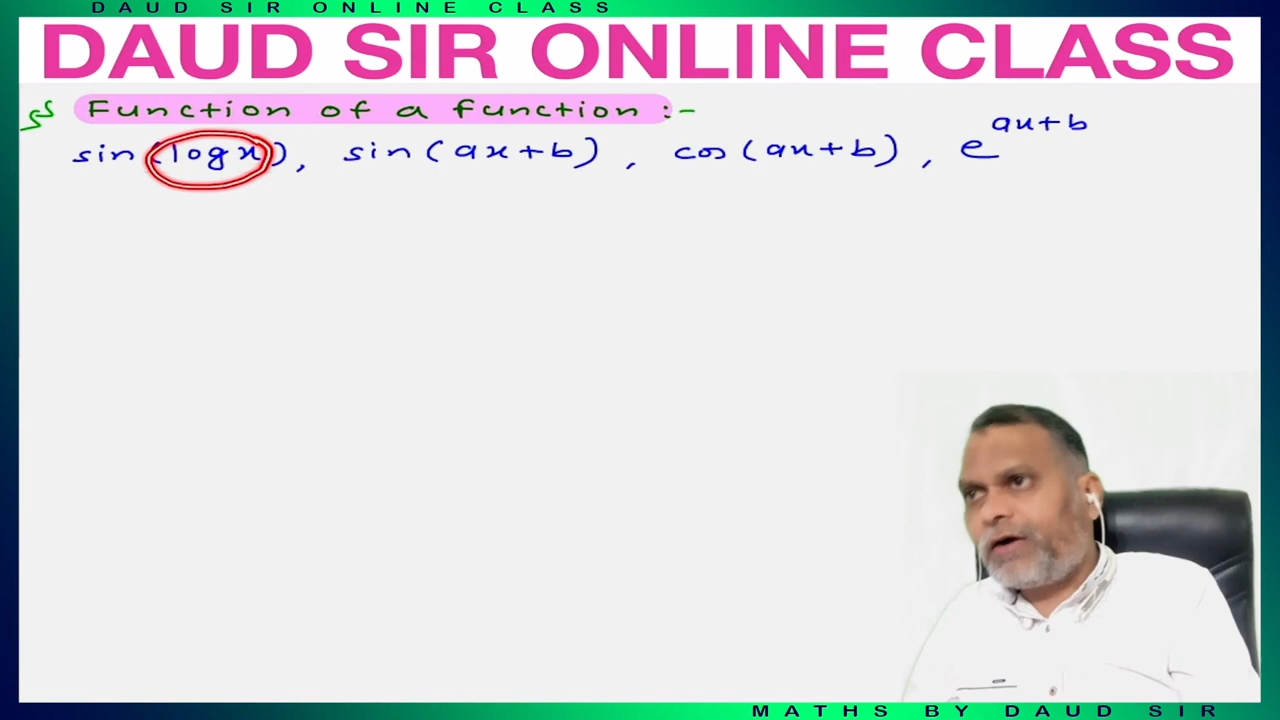 DAUD SIR ONLINE CLASS
DAUD SIR ONLINE CLASS
Function of a function :-
sin(log x), sin(ax+b), cos(ax+b), e^{ax+b}
MATHS BY DAUD SIR